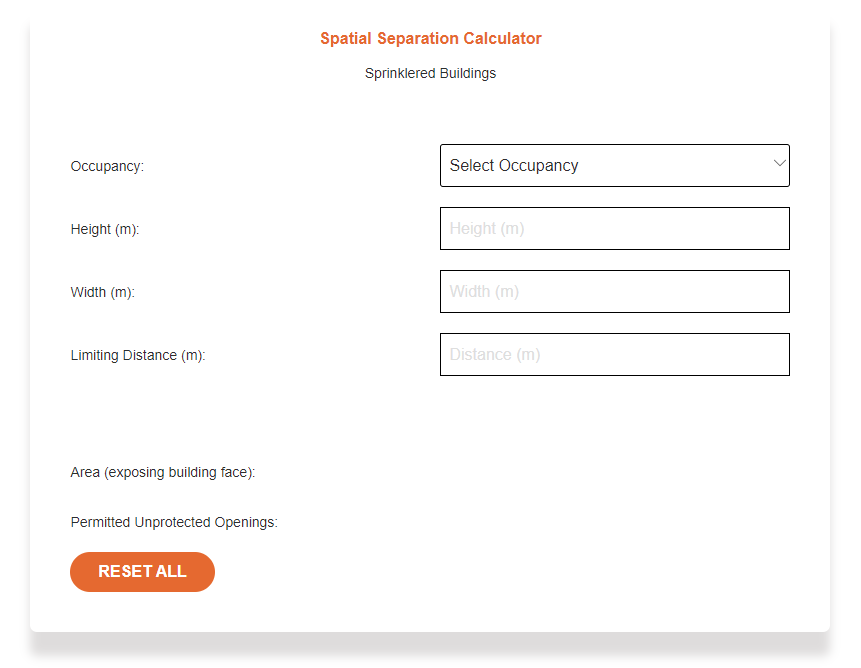 Spatial Separation Calculator
Sprinklered Buildings
Occupancy:
Select Occupancy
Height (m):
Height (m)
Width (m):
Width (m)
Limiting Distance (m):
Distance (m)
Area (exposing building face):
Permitted Unprotected Openings:
RESET ALL